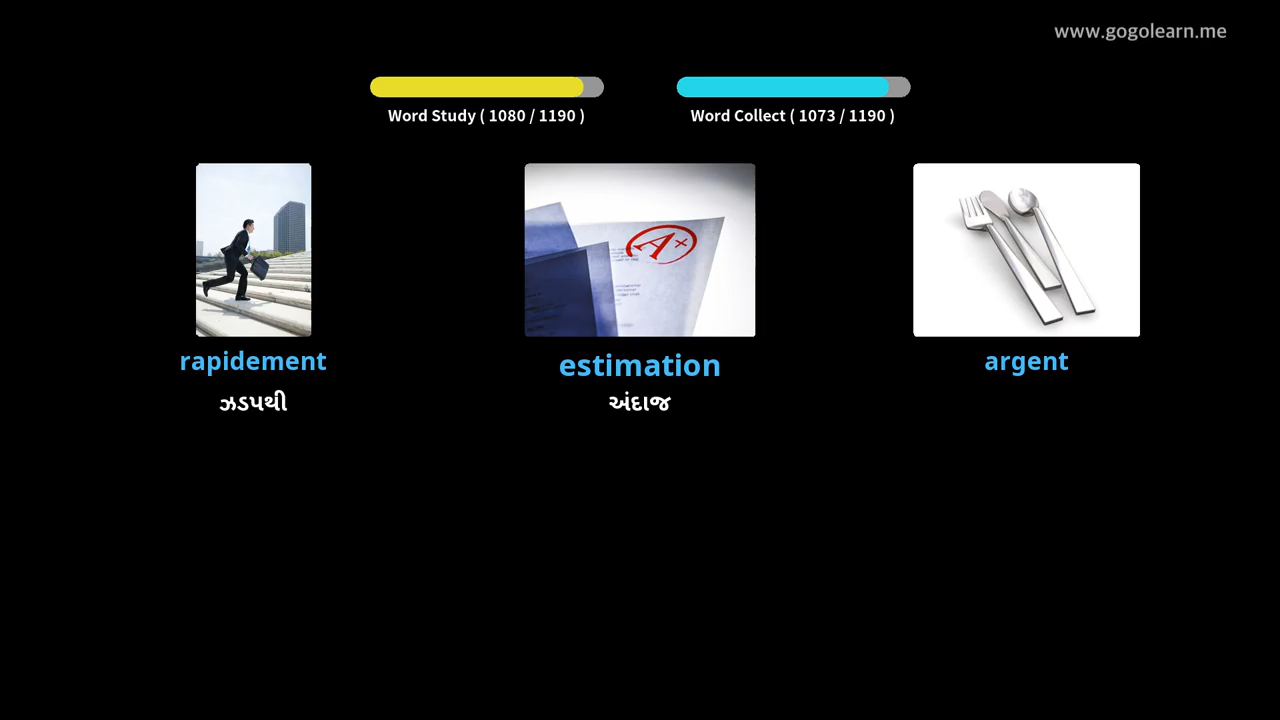 www.gogolearn.me
Word Study ( 1080 / 1190 )
Word Collect ( 1073 / 1190 )
A+
rapidement
estimation
argent
ઝડપથી
અંદાજ